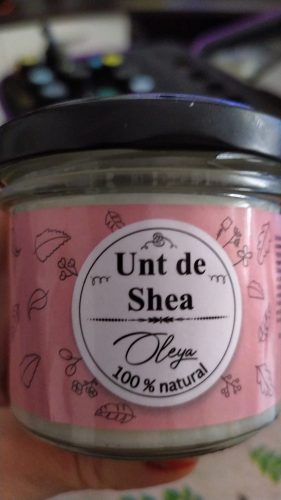 Unt de
Shea
Oleya
100% natural